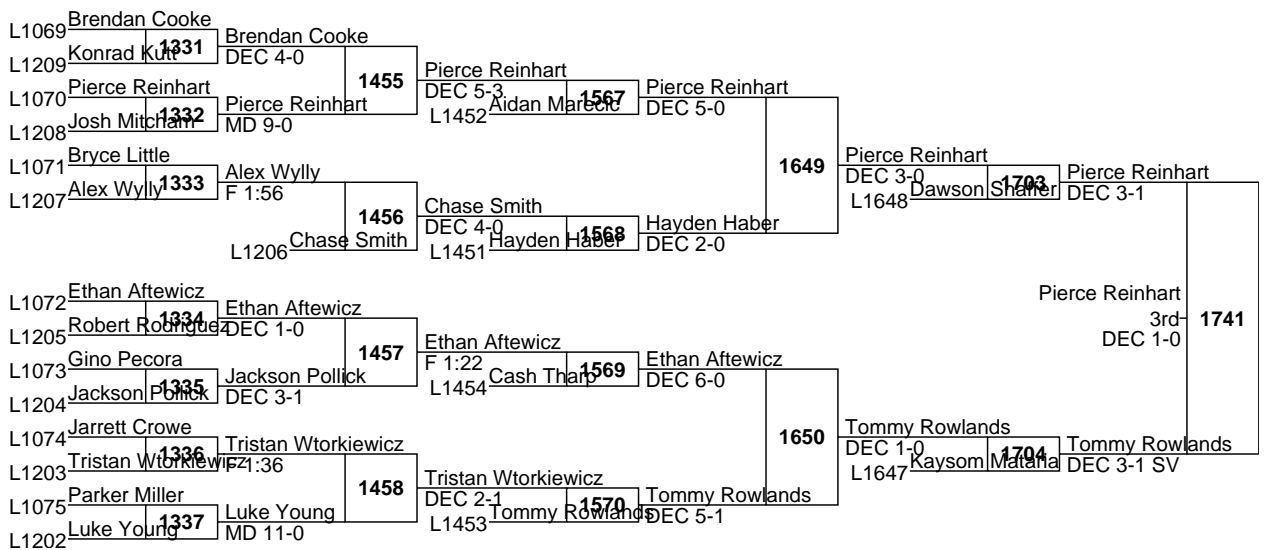 Brendan Cooke
L1069
1331
Brendan Cooke
DEC 4-0
Konrad Kutt
L1209
1455
Pierce Reinhart
DEC 5-3
Pierce Reinhart
L1070
1332
Pierce Reinhart
MD 9-0
Josh Mitcham
L1208
Aidan Marecic
L1452
1567
Pierce Reinhart
DEC 5-0
Bryce Little
L1071
1333
Alex Wylly
F 1:56
Alex Wylly
L1207
1456
Chase Smith
DEC 4-0
Chase Smith
L1206
Hayden Haber
L1451
1568
Hayden Haber
DEC 2-0
1649
Pierce Reinhart
DEC 3-0
Dawson Shaffer
L1648
1703
Pierce Reinhart
DEC 3-1
Ethan Aftewicz
L1072
1334
Ethan Aftewicz
DEC 1-0
Robert Rodriguez
L1205
1457
Ethan Aftewicz
F 1:22
Gino Pecora
L1073
1335
Jackson Pollick
DEC 3-1
Jackson Pollick
L1204
Cash Tharp
L1454
1569
Ethan Aftewicz
DEC 6-0
Jarrett Crowe
L1074
1336
Tristan Wtorkiewicz
F 1:36
Tristan Wtorkiewicz
L1203
1458
Tristan Wtorkiewicz
DEC 2-1
Parker Miller
L1075
1337
Luke Young
MD 11-0
Luke Young
L1202
Tommy Rowlands
L1453
1570
Tommy Rowlands
DEC 5-1
1650
Tommy Rowlands
DEC 1-0
Kaysom
L1647
1704
Tommy Rowlands
DEC 3-1 SV
Pierce Reinhart
3rd
DEC 1-0
1741